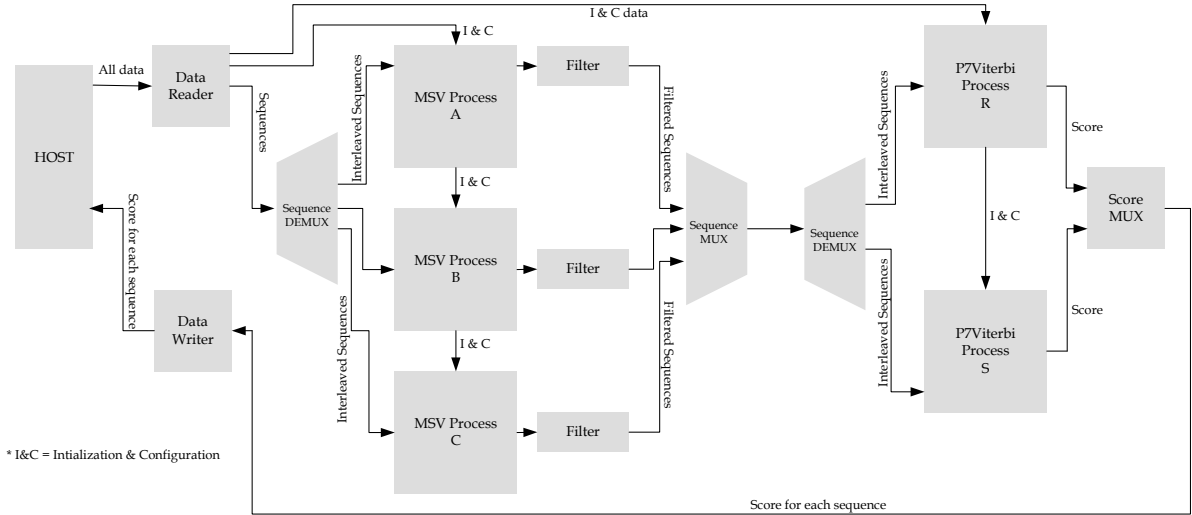 I & C data
I & C
All data
Data
Reader
HOST
Sequences
Sequence
DEMUX
Interleaved Sequences
Interleaved Sequences
MSV Process
A
I & C
MSV Process
B
I & C
MSV Process
C
Filter
Filter
Filter
Filtered Sequences
Filtered Sequences
Sequence
MUX
Sequence
DEMUX
Interleaved Sequences
Interleaved Sequences
P7Viterbi
Process
R
I & C
P7Viterbi
Process
S
Score
Score
Score
MUX
Score for each
sequence
Data
Writer
* I&C = Intialization & Configuration
Score for each sequence